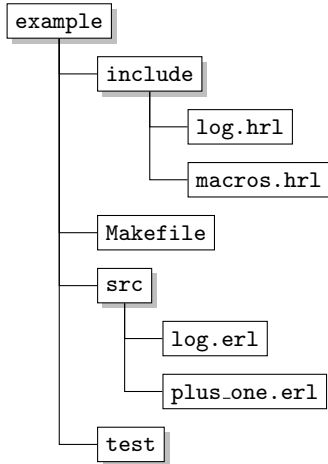 example
include
log.hrl
macros.hrl
Makefile
src
log.erl
plus_one.erl
test